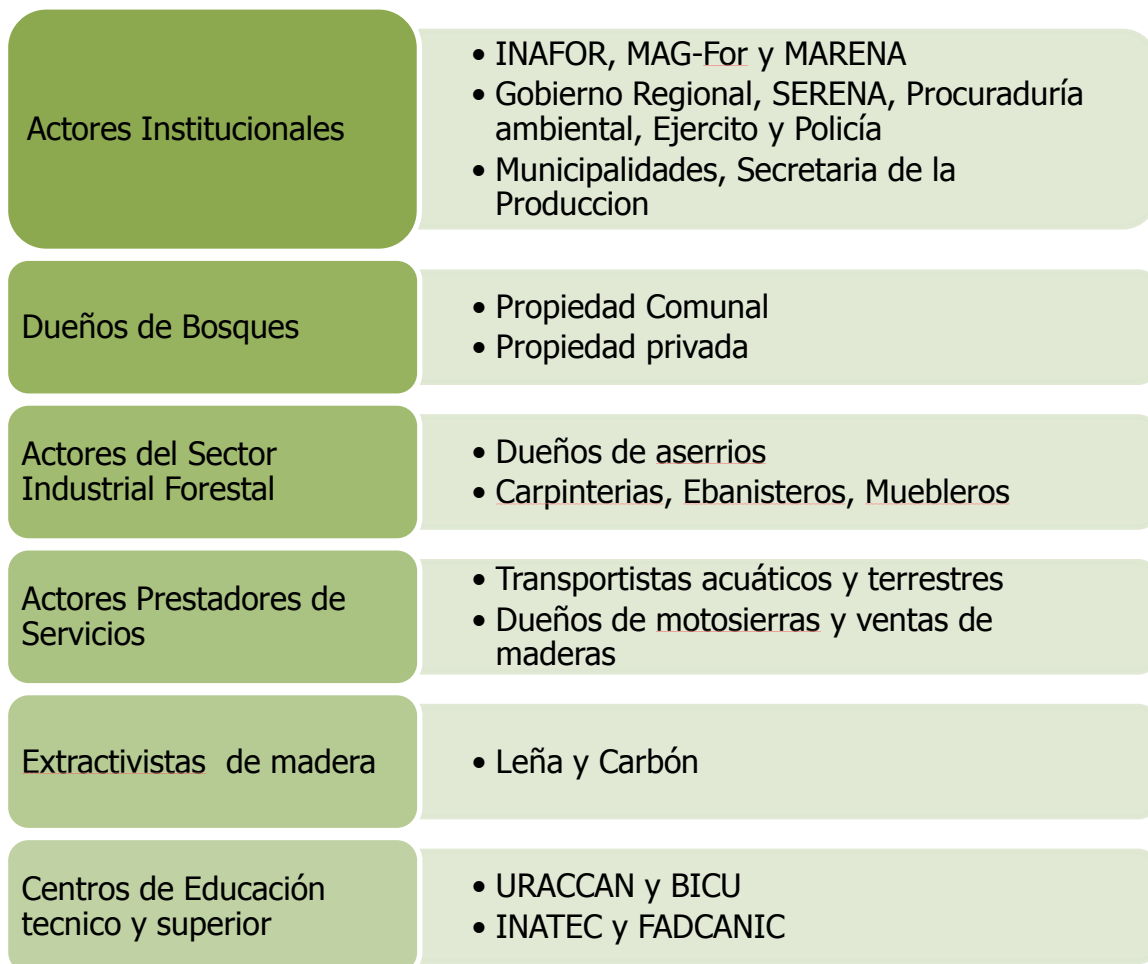 Actores Institucionales
• INAFOR, MAG-For y MARENA
• Gobierno Regional, SERENA, Procuraduría
ambiental, Ejercito y Policía
• Municipalidades, Secretaria de la
Produccion
Dueños de Bosques
• Propiedad Comunal
• Propiedad privada
Actores del Sector
Industrial Forestal
• Dueños de aserrios
• Carpinterias, Ebanisteros, Muebleros
Actores Prestadores de
Servicios
• Transportistas acuáticos y terrestres
• Dueños de motosierras y ventas de
maderas
Extractivistas de madera
• Leña y Carbón
Centros de Educación
tecnico y superior
• URACCAN y BICU
• INATEC y FADCANIC